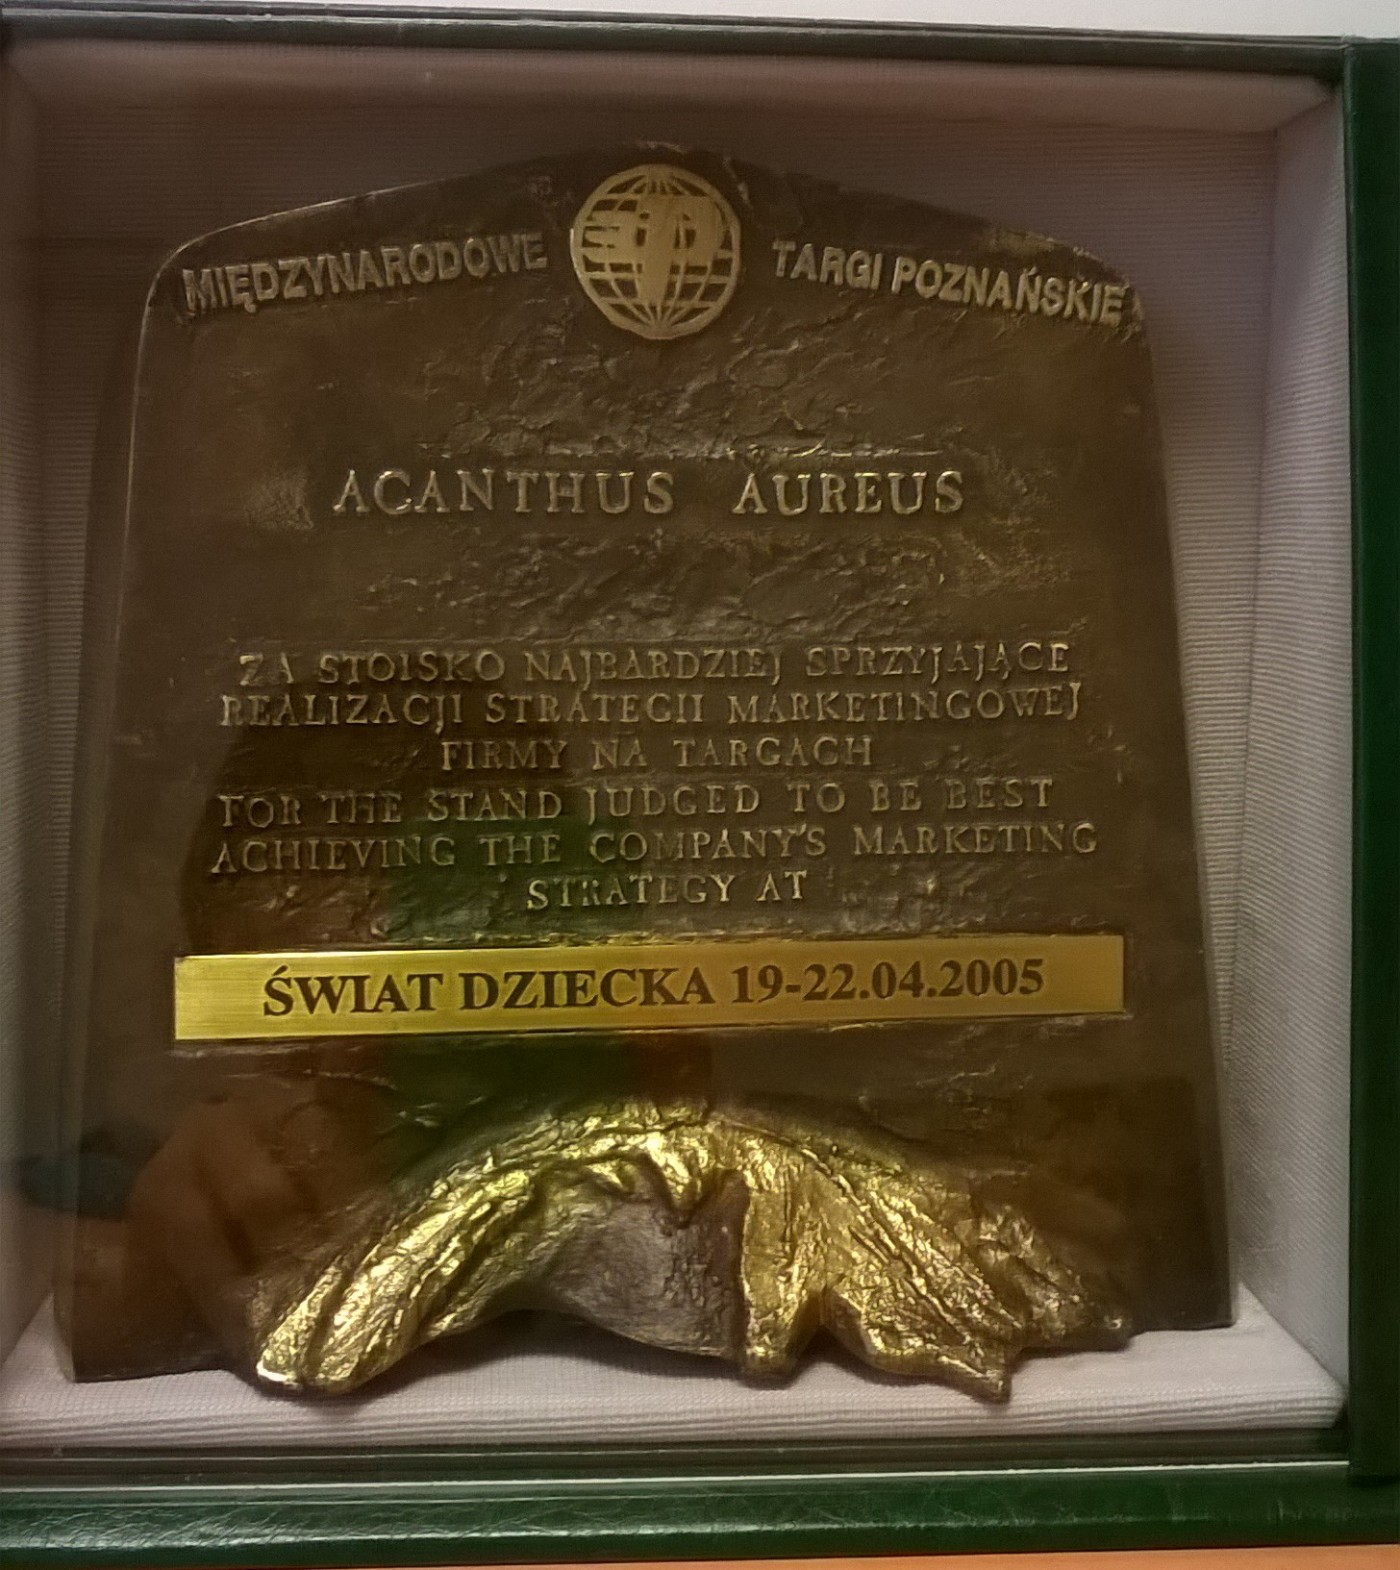 MIĘDZYNARODOWE TARGI POZNAŃSKIE
ACANTHUS AUREUS
ZA STOISKO NAJBARDZIEJ SPRZYJAJĄCE
REALIZACJI STRATEGII MARKETINGOWEJ
FIRMY NA TARGACH
FOR THE STAND JUDGED TO BE BEST
ACHIEVING THE COMPANY'S MARKETING
STRATEGY AT
ŚWIAT DZIECKA 19-22.04.2005